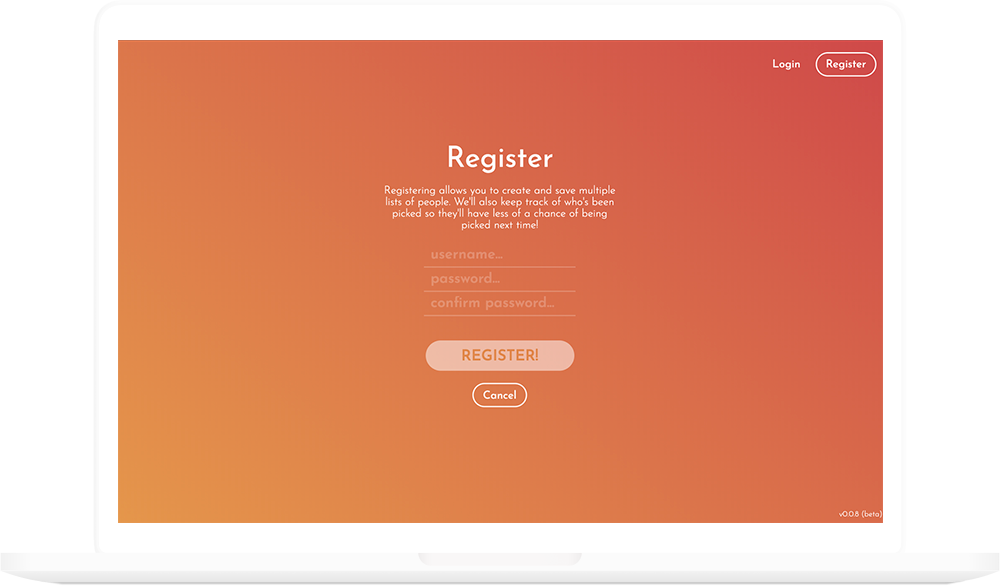 Login
Register
Register
Registering allows you to create and save multiple
lists of people. We'll also keep track of who's been
picked so they'll have less of a chance of being
picked next time!
username...
password...
confirm password...
REGISTER!
Cancel
v0.0.8 (beta)